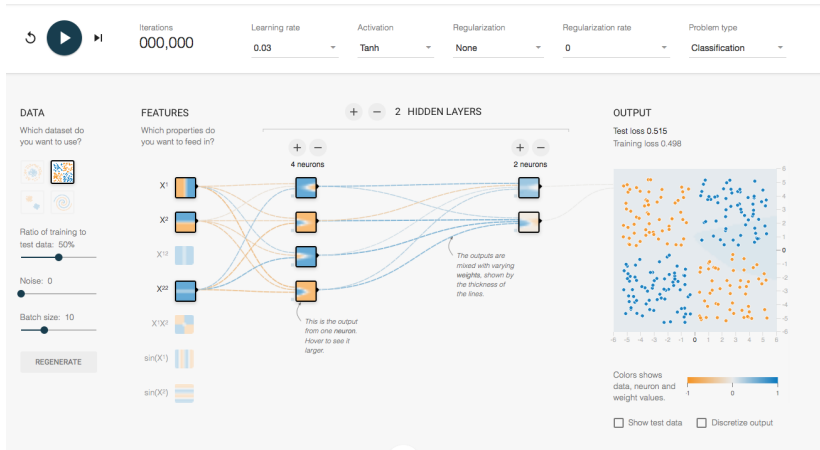 Iterations
000,000
Learning rate
0.03
Activation
Tanh
Regularization
None
Regularization rate
0
Problem type
Classification
DATA
Which dataset do
you want to use?
Ratio of training to
test data: 50%
Noise: 0
Batch size: 10
REGENERATE
FEATURES
Which properties do
you want to feed in?
X¹
X²
X¹²
X²²
X¹X²
sin(X¹)
sin(X²)
+ − 2 HIDDEN LAYERS
+ −
4 neurons
+ −
2 neurons
The outputs are
mixed with varying
weights, shown by
the thickness of
the lines.
This is the output
from one neuron.
Hover to see it
larger.
OUTPUT
Test loss 0.515
Training loss 0.498
6
5
4
3
2
1
0
-1
-2
-3
-4
-5
-6
-6 -5 -4 -3 -2 -1 0 1 2 3 4 5 6
Colors shows
data, neuron and
weight values.
-1 0 1
Show test data
Discretize output